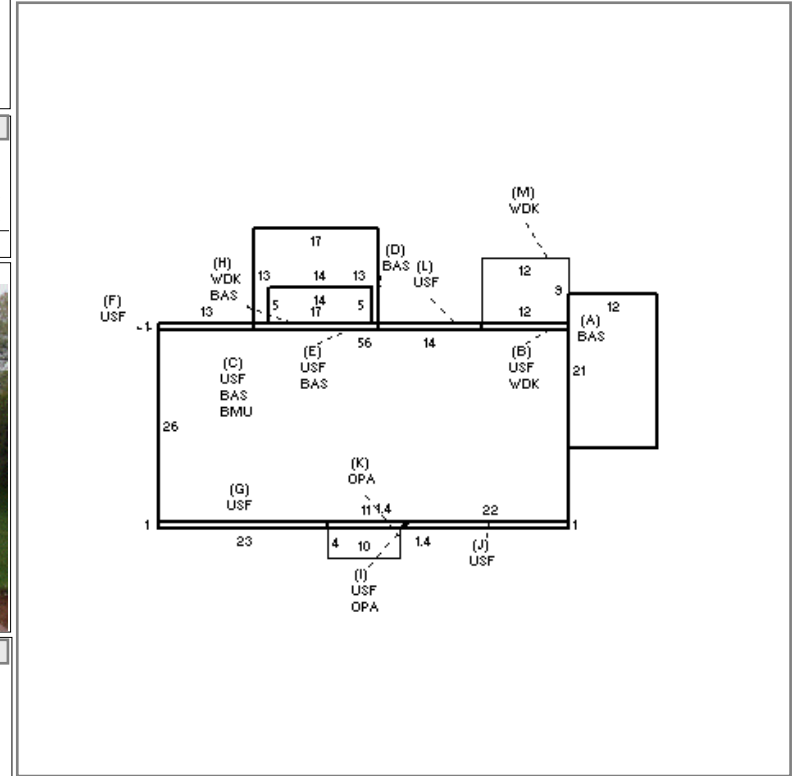 (M)
WDK
17
(D)
BAS
(L)
USF
(H)
WDK
BAS
13
14
13
12
9
12
(F)
USF
1
13
5
14
17
5
12
(A)
BAS
56
14
(E)
USF
BAS
(B)
USF
WDK
(C)
USF
BAS
BMU
21
26
(K)
OPA
(G)
USF
11
1.4
22
1
1
23
4
10
1.4
(J)
USF
(I)
USF
OPA